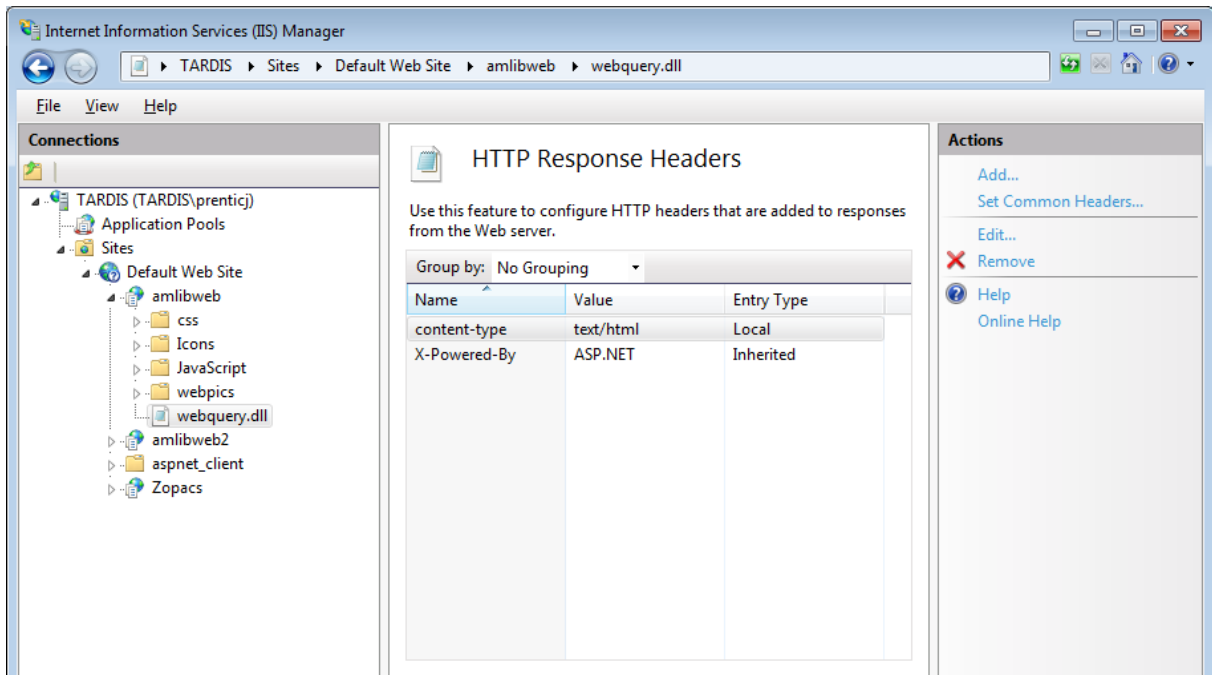 Internet Information Services (IIS) Manager
TARDIS Sites Default Web Site amlibweb webquery.dll
File View Help
Connections
TARDIS (TARDIS\prenticj)
Application Pools
Sites
Default Web Site
amlibweb
css
Icons
JavaScript
webpics
webquery.dll
amlibweb2
aspnet_client
Zopacs
HTTP Response Headers
Use this feature to configure HTTP headers that are added to responses
from the Web server.
Group by: No Grouping
Name Value Entry Type
content-type text/html Local
X-Powered-By ASP.NET Inherited
Actions
Add...
Set Common Headers...
Edit...
Remove
Help
Online Help